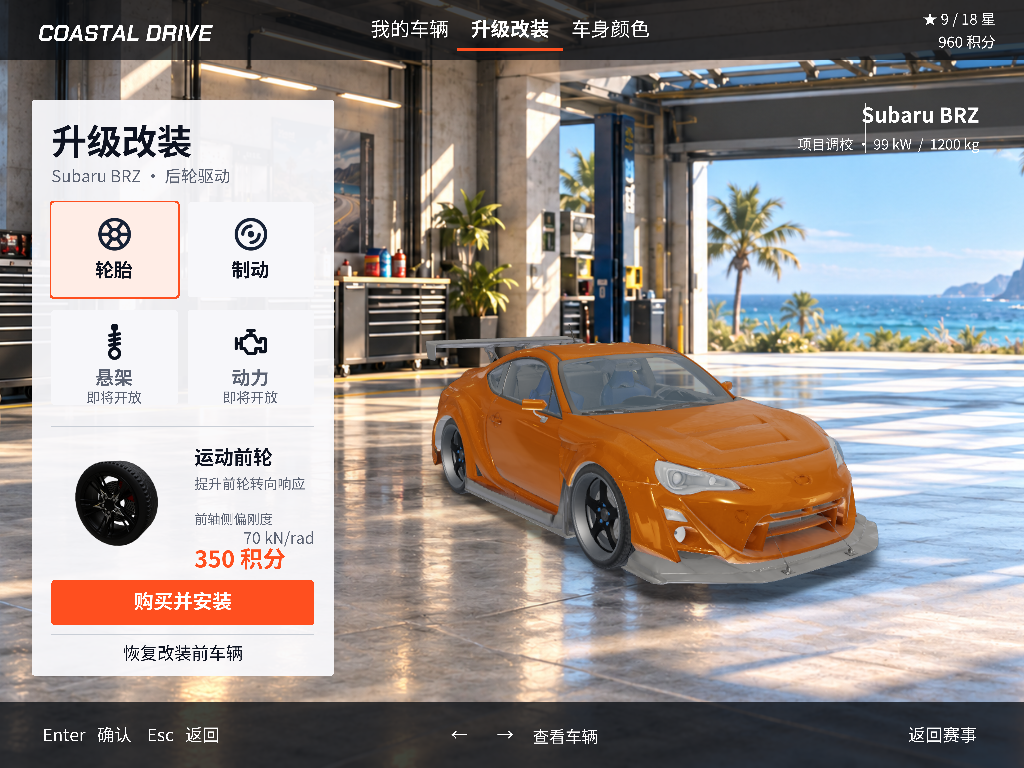 COASTAL DRIVE
我的车辆 升级改装 车身颜色
★ 9 / 18 星
960 积分
Subaru BRZ
项目调校 · 99 kW / 1200 kg
升级改装
Subaru BRZ · 后轮驱动
轮胎 制动
悬架 动力
即将开放 即将开放
运动前轮
提升前轮转向响应
前轴侧偏刚度
70 kN/rad
350 积分
购买并安装
恢复改装前车辆
Enter 确认 Esc 返回 ← → 查看车辆 返回赛事